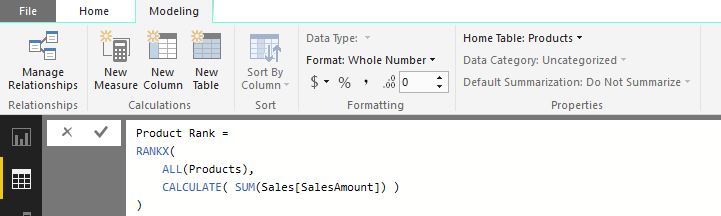 File Home Modeling
Manage Relationships
New Measure
New Column
New Table
Sort By Column
Data Type:
Format: Whole Number
$ % , .00 0
Home Table: Products
Data Category: Uncategorized
Default Summarization: Do Not Summarize
Relationships Calculations Sort Formatting Properties
Product Rank =
RANKX(
ALL(Products),
CALCULATE( SUM(Sales[SalesAmount]) )
)